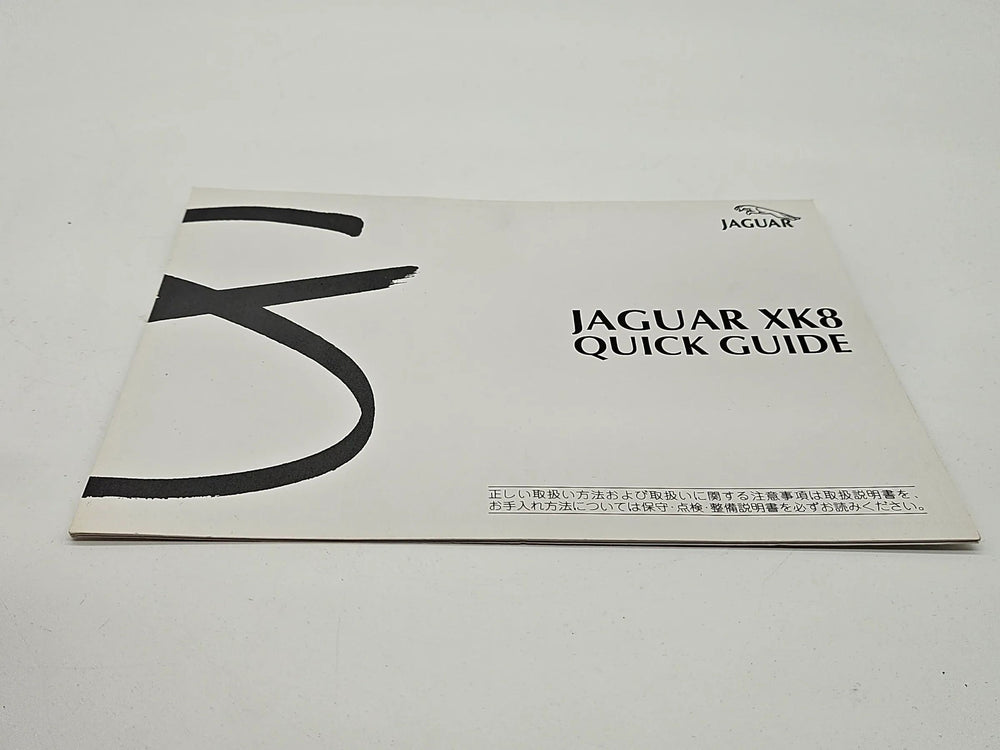 JAGUAR
JAGUAR XK8
QUICK GUIDE
正しい取扱い方法および取扱いに関する注意事項は取扱説明書を、
お手入れ方法については保守・点検・整備説明書を必ずお読みください。